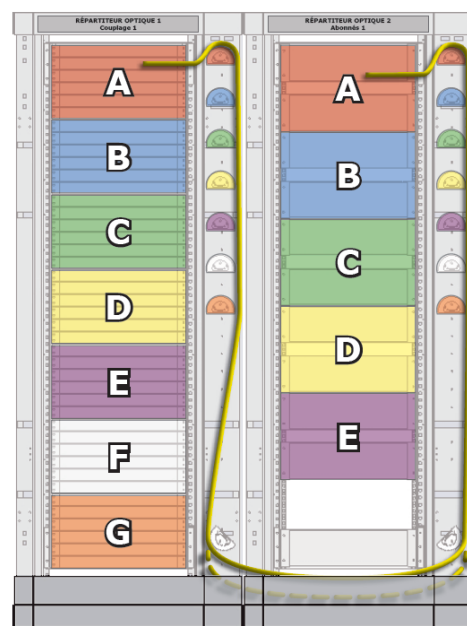 RÉPARTITEUR OPTIQUE 1
Couplage 1
A
B
C
D
E
F
G
RÉPARTITEUR OPTIQUE 2
Abonnés 1
A
B
C
D
E